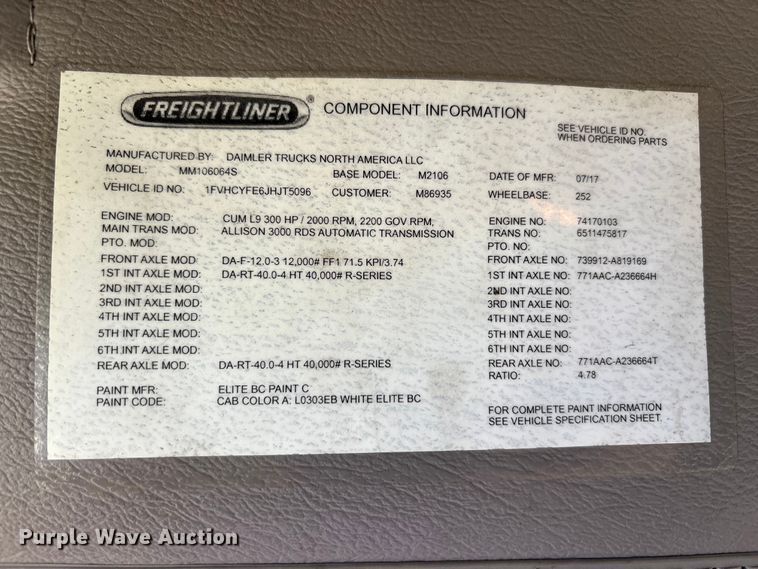 FREIGHTLINER® COMPONENT INFORMATION
SEE VEHICLE ID NO.
WHEN ORDERING PARTS
MANUFACTURED BY: DAIMLER TRUCKS NORTH AMERICA LLC
MODEL: MM106064S BASE MODEL: M2106 DATE OF MFR: 07/17
VEHICLE ID NO: 1FVHCYFE6JHJT5096 CUSTOMER: M86935 WHEELBASE: 252
ENGINE MOD: CUM L9 300 HP / 2000 RPM, 2200 GOV RPM, ENGINE NO: 74170103
MAIN TRANS MOD: ALLISON 3000 RDS AUTOMATIC TRANSMISSION TRANS NO: 6511475817
PTO. MOD: PTO. NO:
FRONT AXLE MOD: DA-F-12.0-3 12,000# FF1 71.5 KPI/3.74 FRONT AXLE NO: 739912-A819169
1ST INT AXLE MOD: DA-RT-40.0-4 HT 40,000# R-SERIES 1ST INT AXLE NO: 771AAC-A236664H
2ND INT AXLE MOD: 2ND INT AXLE NO:
3RD INT AXLE MOD: 3RD INT AXLE NO:
4TH INT AXLE MOD: 4TH INT AXLE NO:
5TH INT AXLE MOD: 5TH INT AXLE NO:
6TH INT AXLE MOD: 6TH INT AXLE NO:
REAR AXLE MOD: DA-RT-40.0-4 HT 40,000# R-SERIES REAR AXLE NO: 771AAC-A236664T
RATIO: 4.78
PAINT MFR: ELITE BC PAINT C
PAINT CODE: CAB COLOR A: L0303EB WHITE ELITE BC
FOR COMPLETE PAINT INFORMATION
SEE VEHICLE SPECIFICATION SHEET.
Purple Wave Auction